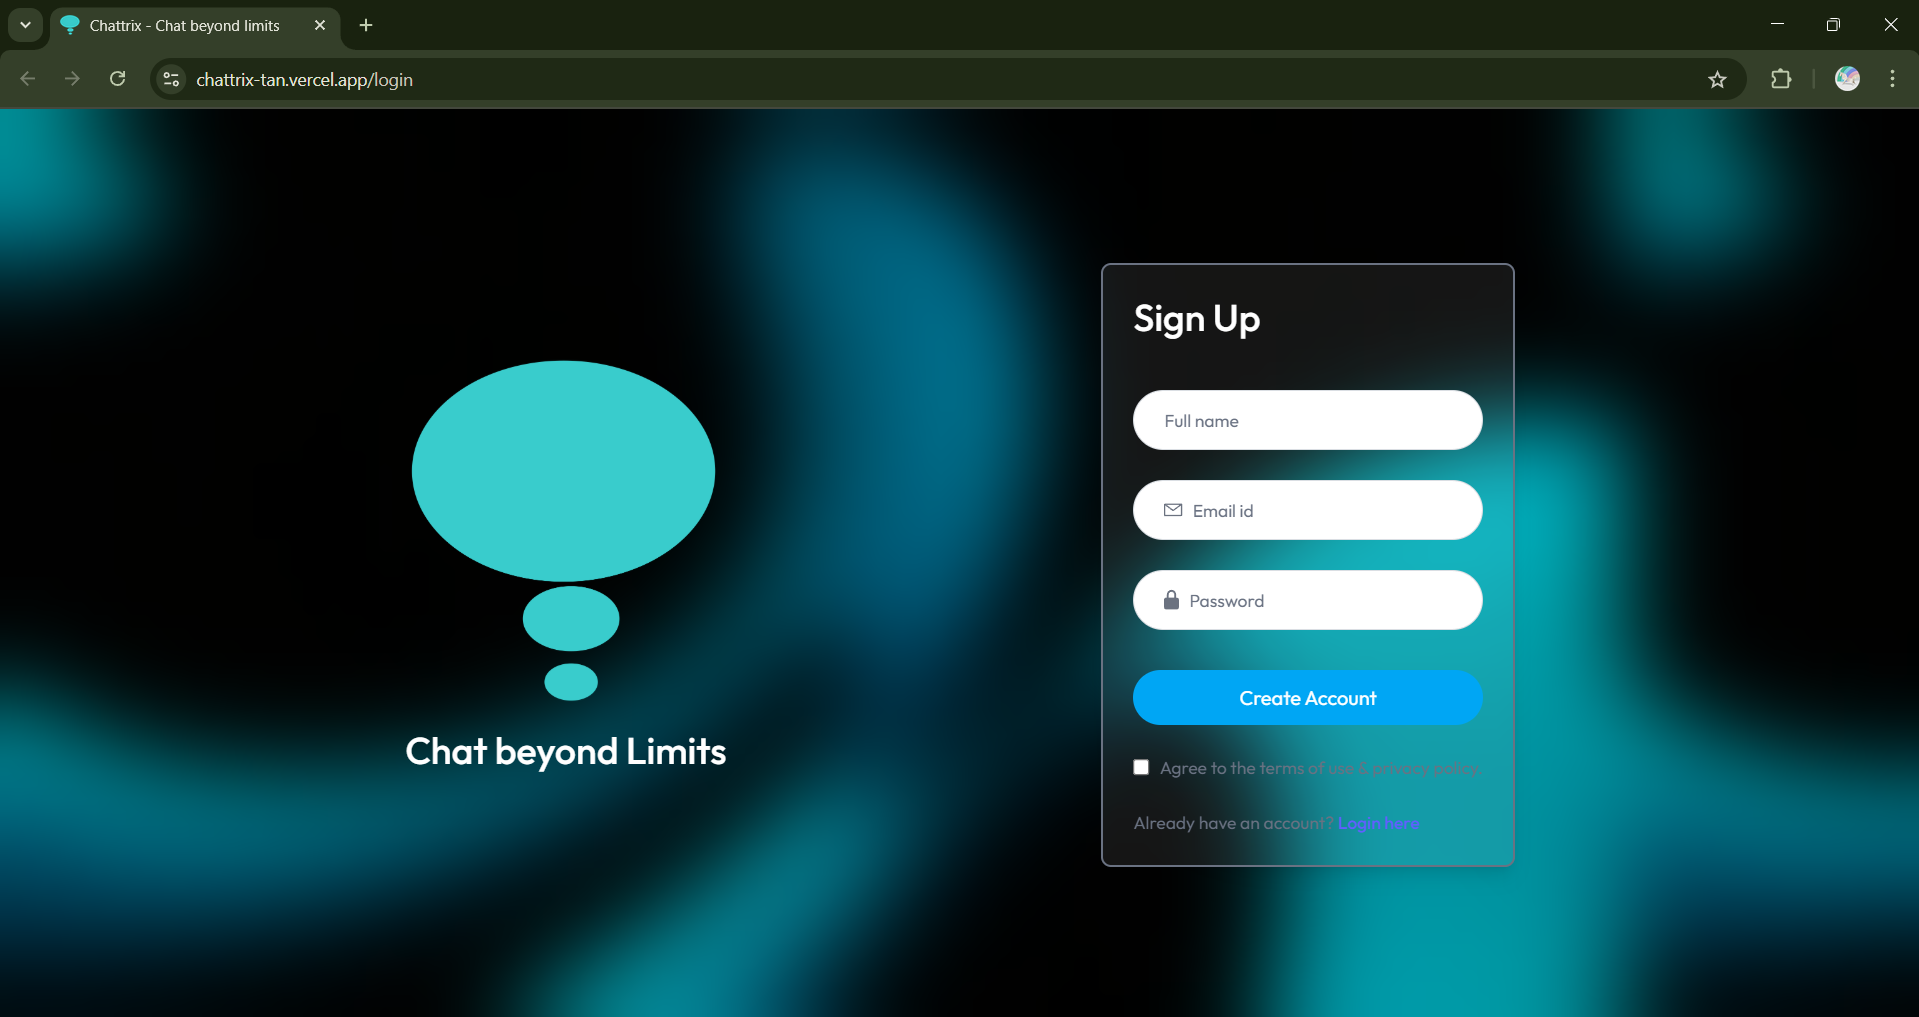 Chattrix - Chat beyond limits
chattrix-tan.vercel.app/login
Chat beyond Limits
Sign Up
Full name
Email id
Password
Create Account
Agree to the terms of use & privacy policy.
Already have an account? Login here